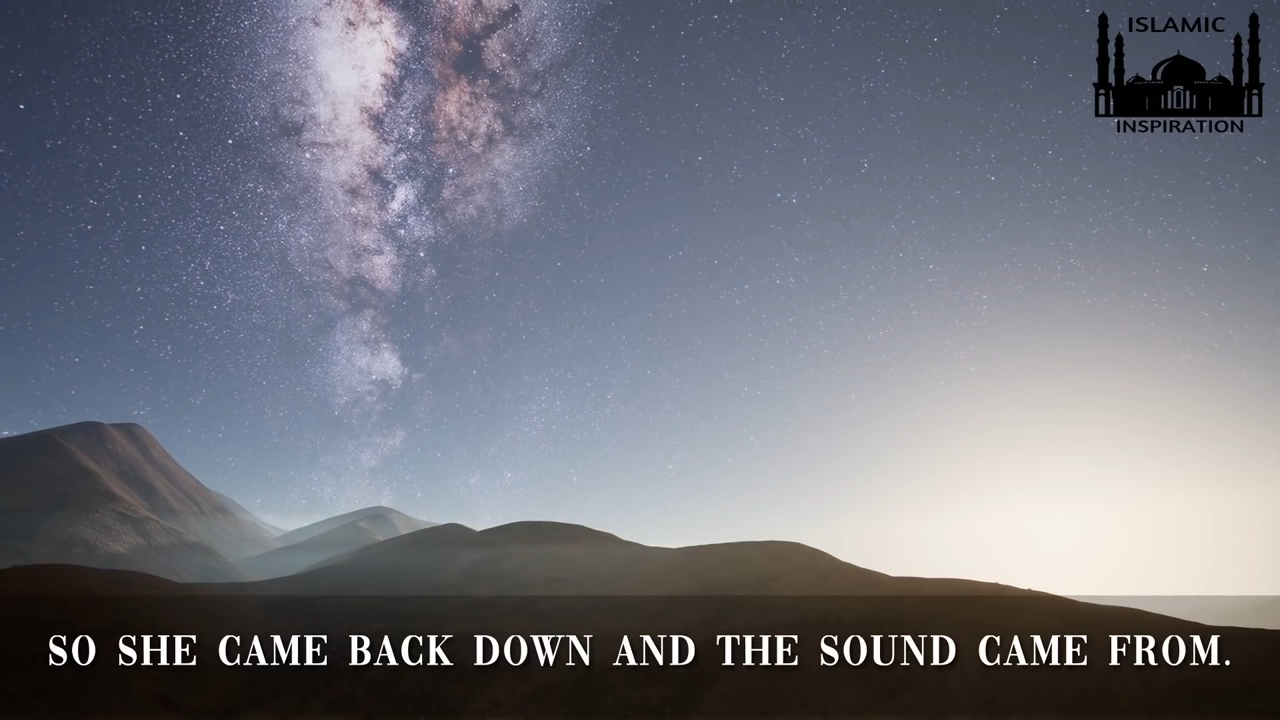 ISLAMIC
INSPIRATION
SO SHE CAME BACK DOWN AND THE SOUND CAME FROM.